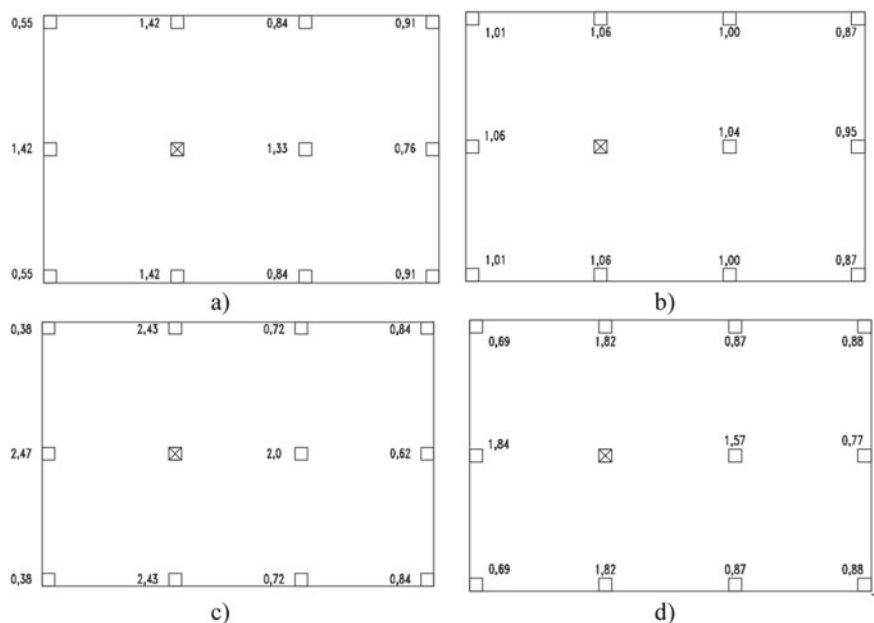 0,55 1,42 0,84 0,91
1,42 1,33 0,76
0,55 1,42 0,84 0,91
a)
1,01 1,06 1,00 0,87
1,06 1,04 0,95
1,01 1,06 1,00 0,87
b)
0,38 2,43 0,72 0,84
2,47 2,0 0,62
0,38 2,43 0,72 0,84
c)
0,69 1,82 0,87 0,88
1,84 1,57 0,77
0,69 1,82 0,87 0,88
d)